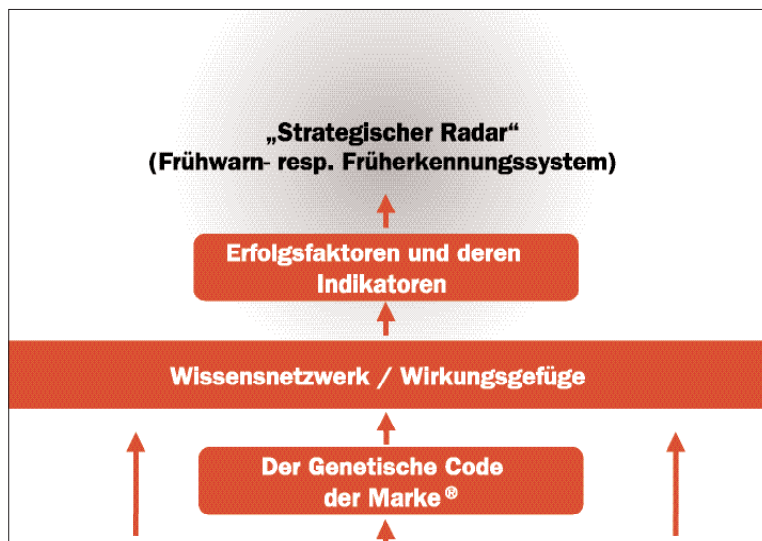 „Strategischer Radar“
(Frühwarn- resp. Früherkennungssystem)
Erfolgsfaktoren und deren
Indikatoren
Wissensnetzwerk / Wirkungsgefüge
Der Genetische Code
der Marke®